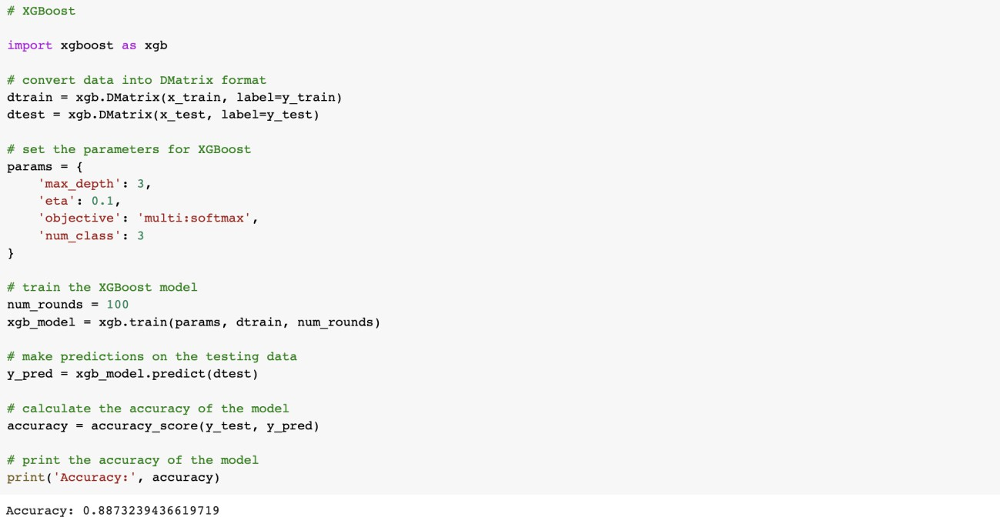 # XGBoost
import xgboost as xgb
# convert data into DMatrix format
dtrain = xgb.DMatrix(x_train, label=y_train)
dtest = xgb.DMatrix(x_test, label=y_test)
# set the parameters for XGBoost
params = {
    'max_depth': 3,
    'eta': 0.1,
    'objective': 'multi:softmax',
    'num_class': 3
}
# train the XGBoost model
num_rounds = 100
xgb_model = xgb.train(params, dtrain, num_rounds)
# make predictions on the testing data
y_pred = xgb_model.predict(dtest)
# calculate the accuracy of the model
accuracy = accuracy_score(y_test, y_pred)
# print the accuracy of the model
print('Accuracy:', accuracy)
Accuracy: 0.8873239436619719